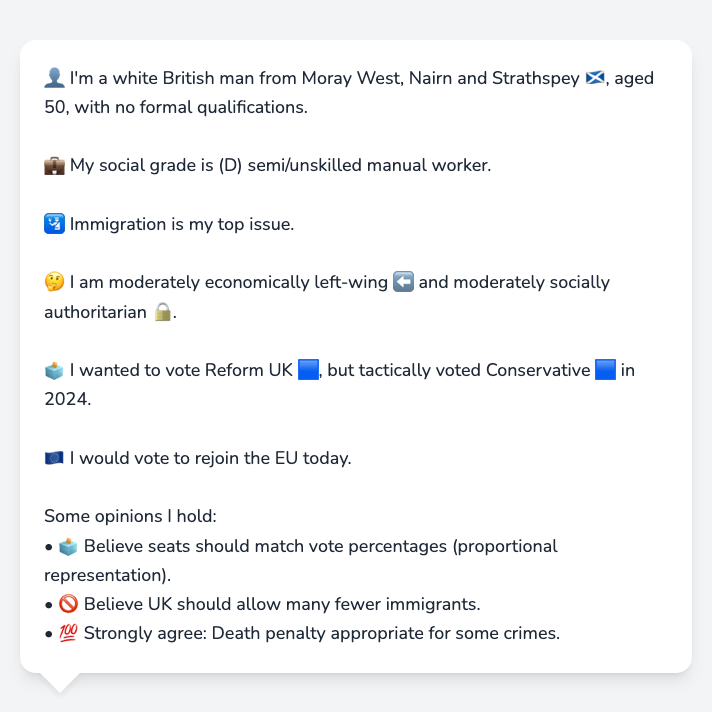 👤 I'm a white British man from Moray West, Nairn and Strathspey 🏴󠁧󠁢󠁳󠁣󠁴󠁿, aged
50, with no formal qualifications.
💼 My social grade is (D) semi/unskilled manual worker.
🛂 Immigration is my top issue.
🤔 I am moderately economically left-wing ⬅️ and moderately socially
authoritarian 🔒.
🗳️ I wanted to vote Reform UK 🟦, but tactically voted Conservative 🟦 in
2024.
🇪🇺 I would vote to rejoin the EU today.
Some opinions I hold:
• 🗳️ Believe seats should match vote percentages (proportional
representation).
• 🚫 Believe UK should allow many fewer immigrants.
• 💯 Strongly agree: Death penalty appropriate for some crimes.